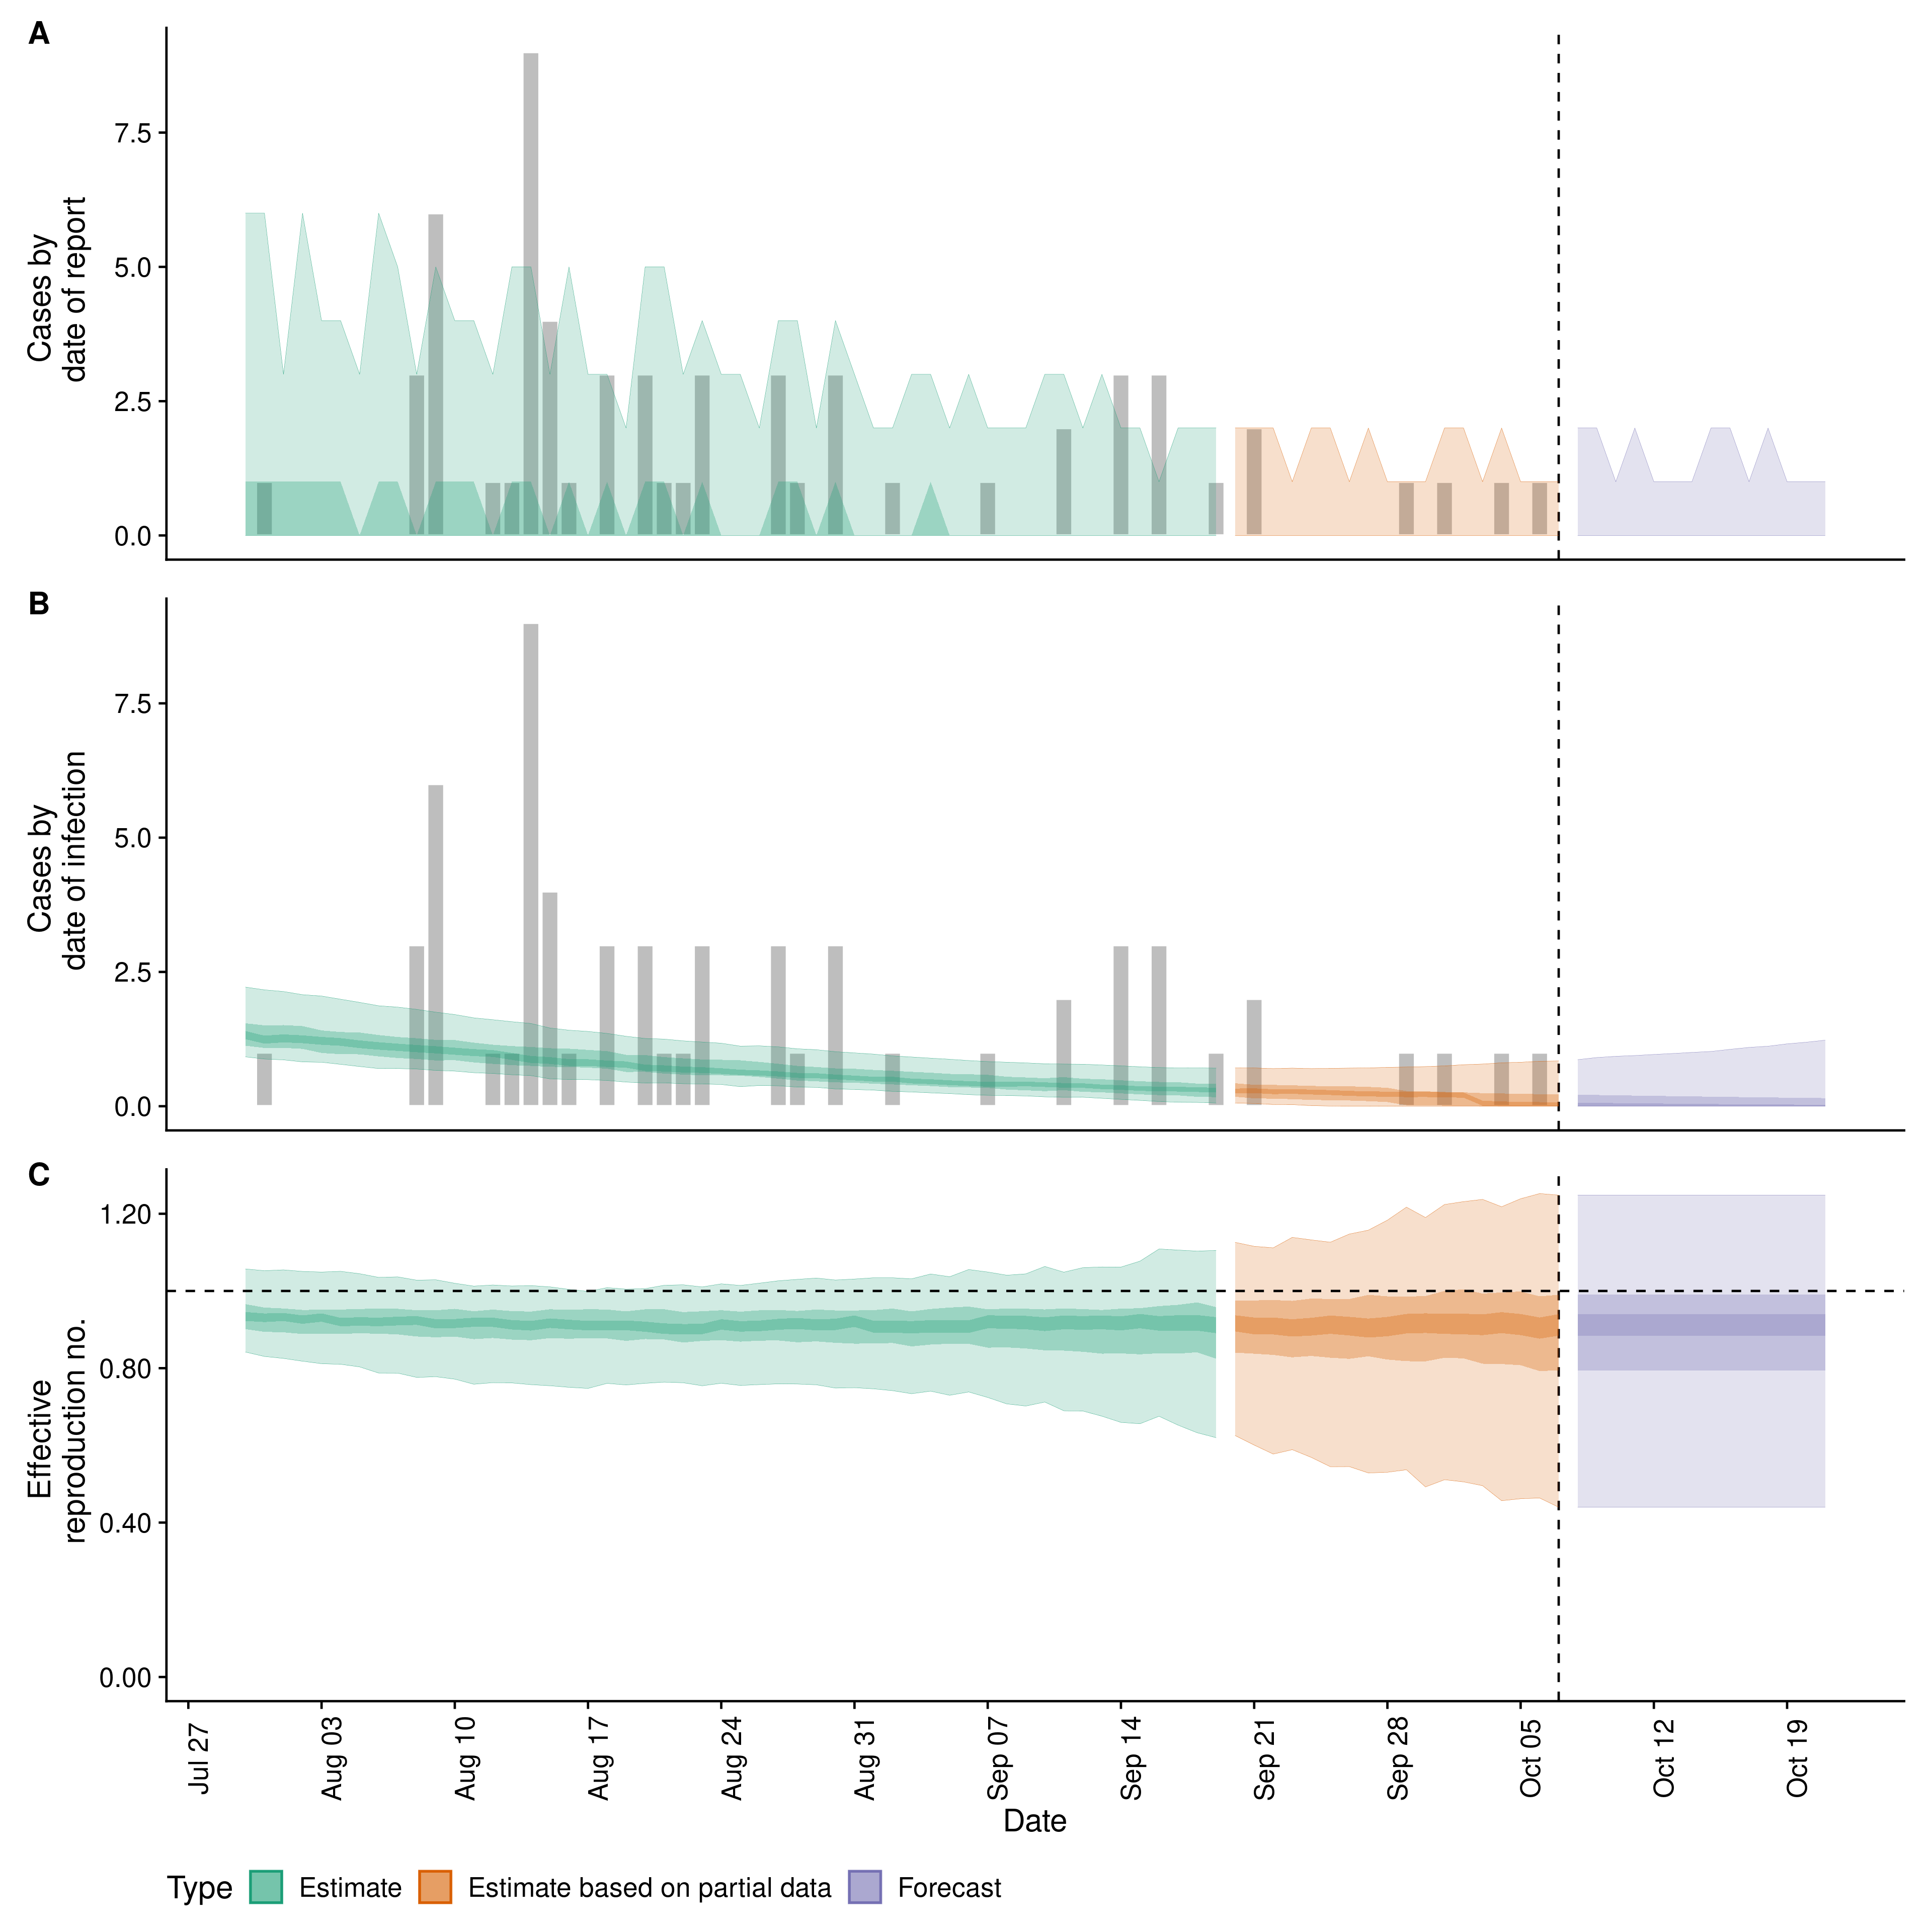 A
Cases by
date of report
7.5
5.0
2.5
0.0
B
Cases by
date of infection
7.5
5.0
2.5
0.0
C
Effective
reproduction no.
1.20
0.80
0.40
0.00
Jul 27
Aug 03
Aug 10
Aug 17
Aug 24
Aug 31
Sep 07
Sep 14
Sep 21
Sep 28
Oct 05
Oct 12
Oct 19
Date
Type Estimate Estimate based on partial data Forecast